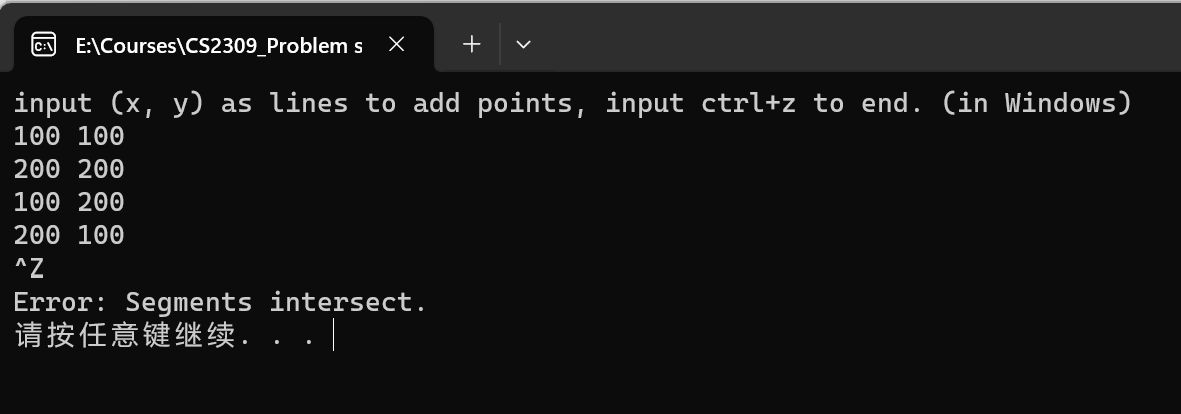 E:\Courses\CS2309_Problem s
input (x, y) as lines to add points, input ctrl+z to end. (in Windows)
100 100
200 200
100 200
200 100
^Z
Error: Segments intersect.
请按任意键继续. . .